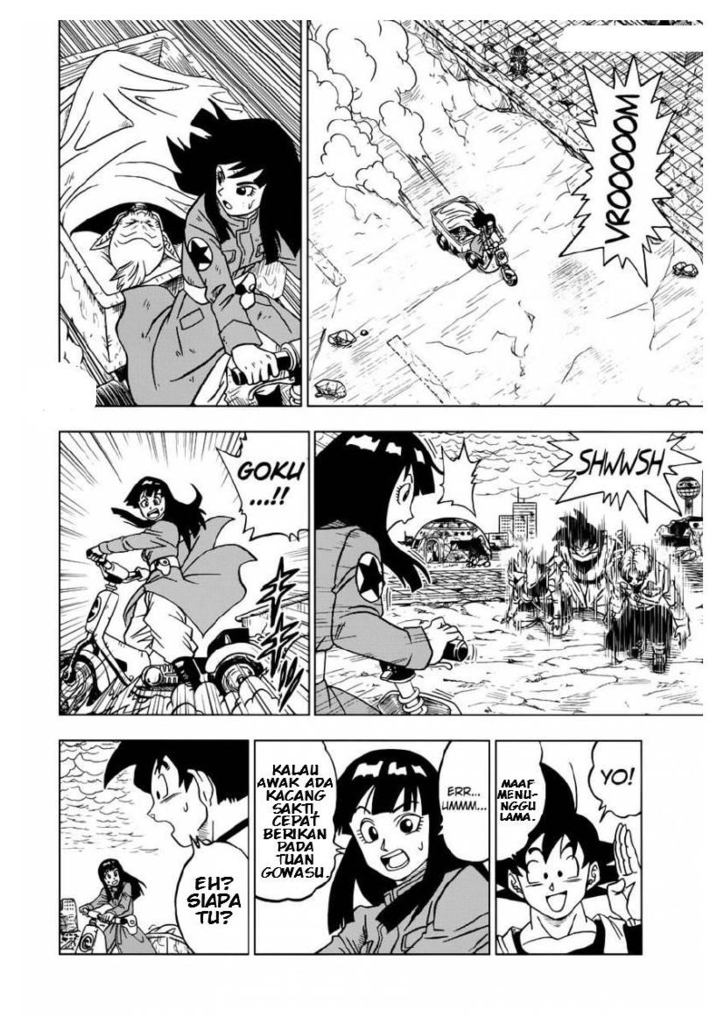 VROOOOOM
SHWWSH
GOKU
...!!
YO!
MAAF
MENU-
NGGU
LAMA.
ERR...
UMMM...
KALAU
AWAK ADA
KACANG
SAKTI,
CEPAT
BERIKAN
PADA
TUAN
GOWASU.
EH?
SIAPA
TU?